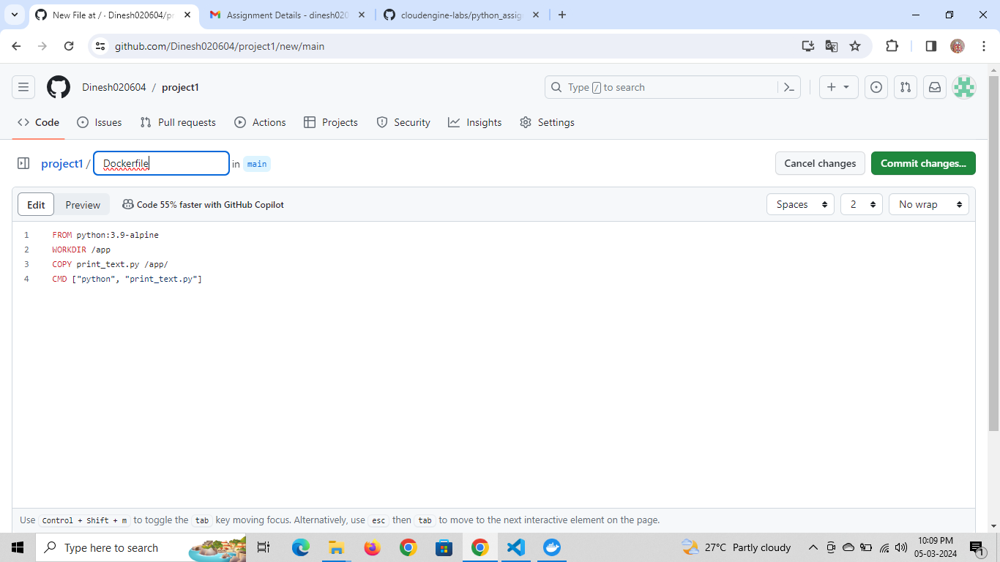 New File at / · Dinesh020604/pr
Assignment Details - dinesh020
cloudengine-labs/python_assig
github.com/Dinesh020604/project1/new/main
Dinesh020604 / project1
Type / to search
Code Issues Pull requests Actions Projects Security Insights Settings
project1 / Dockerfile in main
Cancel changes Commit changes...
Edit Preview Code 55% faster with GitHub Copilot
Spaces 2 No wrap
1 FROM python:3.9-alpine
2 WORKDIR /app
3 COPY print_text.py /app/
4 CMD ["python", "print_text.py"]
Use Control + Shift + m to toggle the tab key moving focus. Alternatively, use esc then tab to move to the next interactive element on the page.
Type here to search
27°C Partly cloudy
10:09 PM
05-03-2024
1